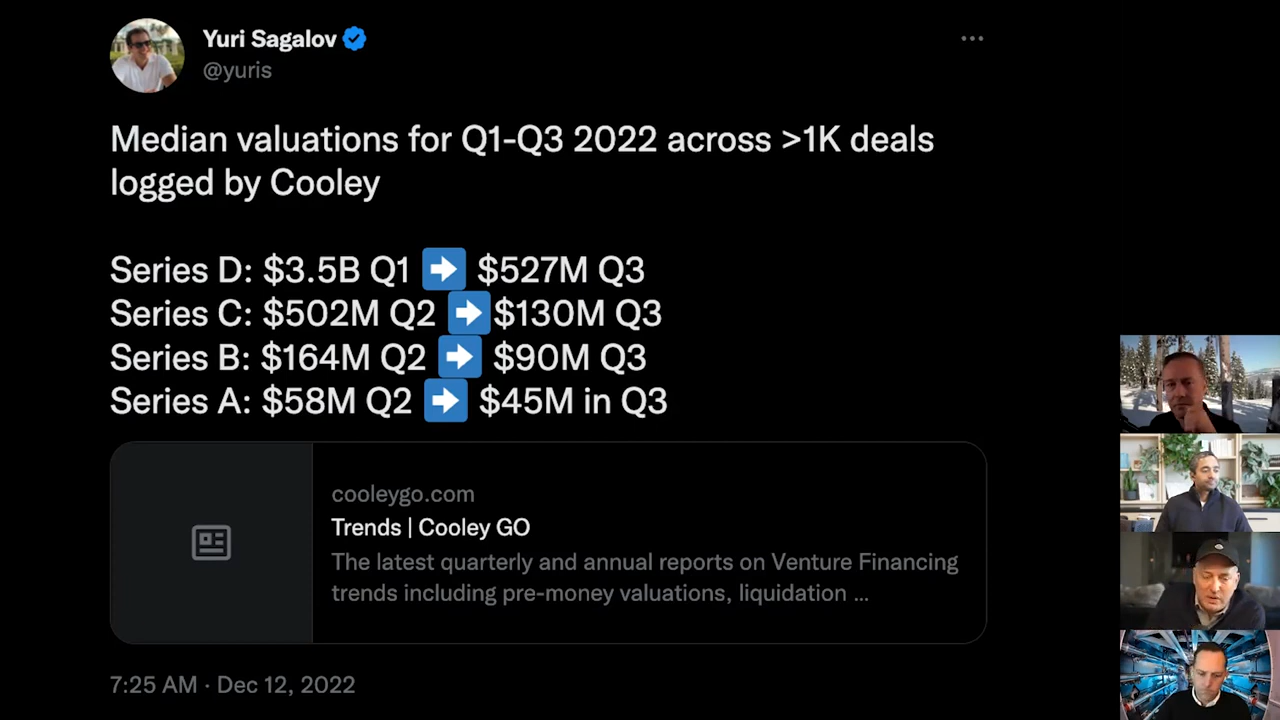 Yuri Sagalov
@yuris
Median valuations for Q1-Q3 2022 across >1K deals
logged by Cooley
Series D: $3.5B Q1 ➡ $527M Q3
Series C: $502M Q2 ➡ $130M Q3
Series B: $164M Q2 ➡ $90M Q3
Series A: $58M Q2 ➡ $45M in Q3
cooleygo.com
Trends | Cooley GO
The latest quarterly and annual reports on Venture Financing
trends including pre-money valuations, liquidation ...
7:25 AM · Dec 12, 2022